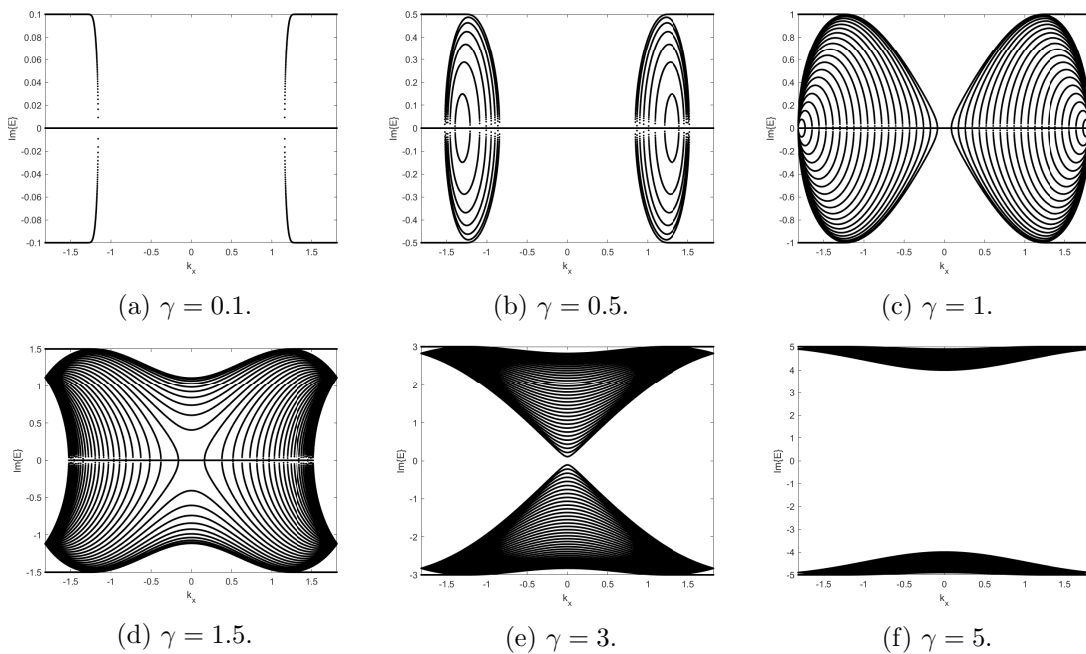 0.1
0.08
0.06
0.04
0.02
0
-0.02
-0.04
-0.06
-0.08
-0.1
Im{E}
-1.5 -1 -0.5 0 0.5 1 1.5
k_x
(a) γ = 0.1.
0.5
0.4
0.3
0.2
0.1
0
-0.1
-0.2
-0.3
-0.4
-0.5
Im{E}
-1.5 -1 -0.5 0 0.5 1 1.5
k_x
(b) γ = 0.5.
1
0.8
0.6
0.4
0.2
0
-0.2
-0.4
-0.6
-0.8
-1
Im{E}
-1.5 -1 -0.5 0 0.5 1 1.5
k_x
(c) γ = 1.
1.5
1
0.5
0
-0.5
-1
-1.5
Im{E}
-1.5 -1 -0.5 0 0.5 1 1.5
k_x
(d) γ = 1.5.
3
2
1
0
-1
-2
-3
Im{E}
-1.5 -1 -0.5 0 0.5 1 1.5
k_x
(e) γ = 3.
5
4
3
2
1
0
-1
-2
-3
-4
-5
Im{E}
-1.5 -1 -0.5 0 0.5 1 1.5
k_x
(f) γ = 5.